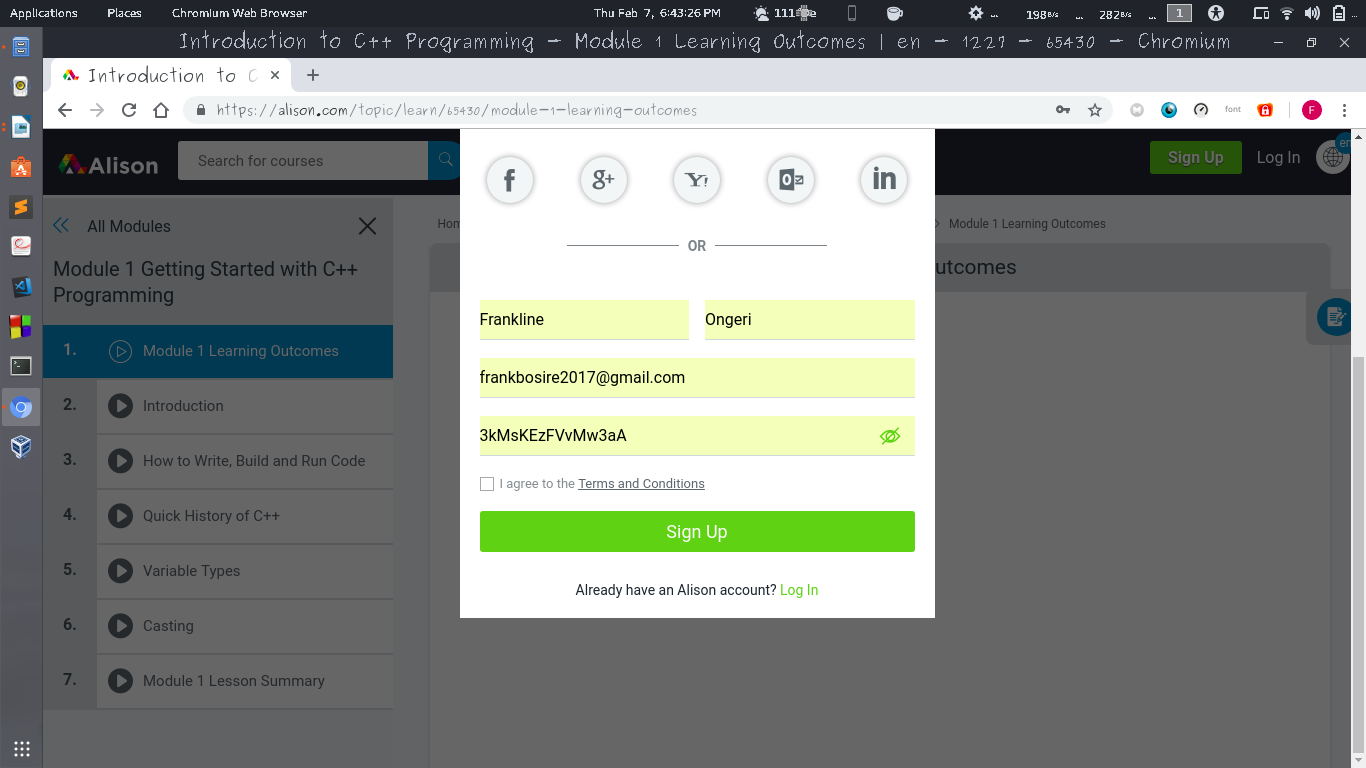 Applications Places Chromium Web Browser Thu Feb 7, 6:43:26 PM 198B/s 282B/s 1
Introduction to C++ Programming - Module 1 Learning Outcomes | en - 1227 - 65430 - Chromium
Introduction to C
https://alison.com/topic/learn/65430/module-1-learning-outcomes
font
F
Alison
Search for courses
Sign Up
Log In
en
All Modules
Module 1 Getting Started with C++
Programming
1. Module 1 Learning Outcomes
2. Introduction
3. How to Write, Build and Run Code
4. Quick History of C++
5. Variable Types
6. Casting
7. Module 1 Lesson Summary
Hom
Module 1 Learning Outcomes
utcomes
f g+ Y! in
OR
Frankline
Ongeri
frankbosire2017@gmail.com
3kMsKEzFVvMw3aA
I agree to the Terms and Conditions
Sign Up
Already have an Alison account? Log In